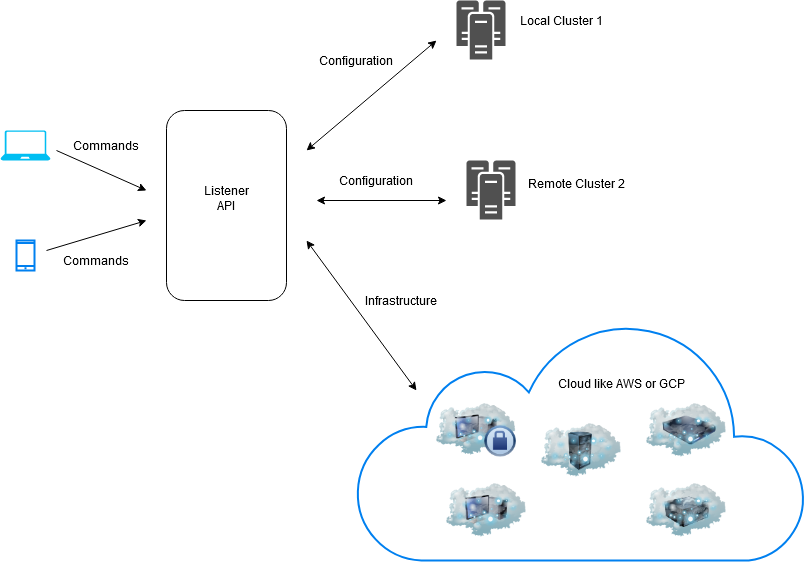 Local Cluster 1
Configuration
Commands
Listener
API
Configuration
Remote Cluster 2
Commands
Infrastructure
Cloud like AWS or GCP